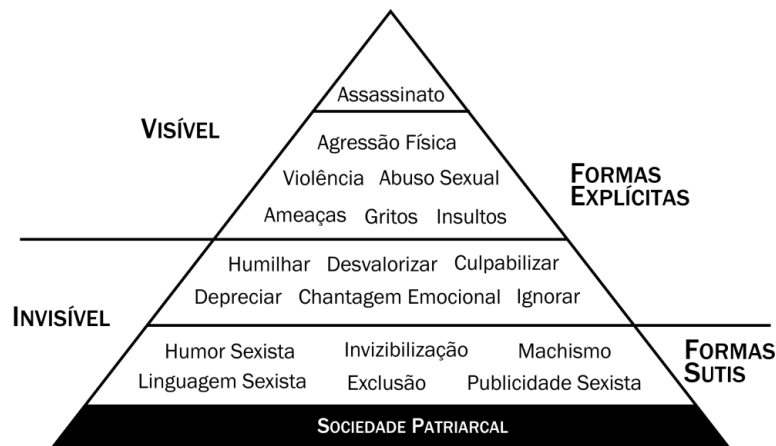 Assassinato
VISÍVEL
Agressão Física
Violência Abuso Sexual
FORMAS
EXPLÍCITAS
Ameaças Gritos Insultos
Humilhar Desvalorizar Culpabilizar
Depreciar Chantagem Emocional Ignorar
INVISÍVEL
Humor Sexista Invizibilização Machismo
FORMAS
SUTIS
Linguagem Sexista Exclusão Publicidade Sexista
SOCIEDADE PATRIARCAL